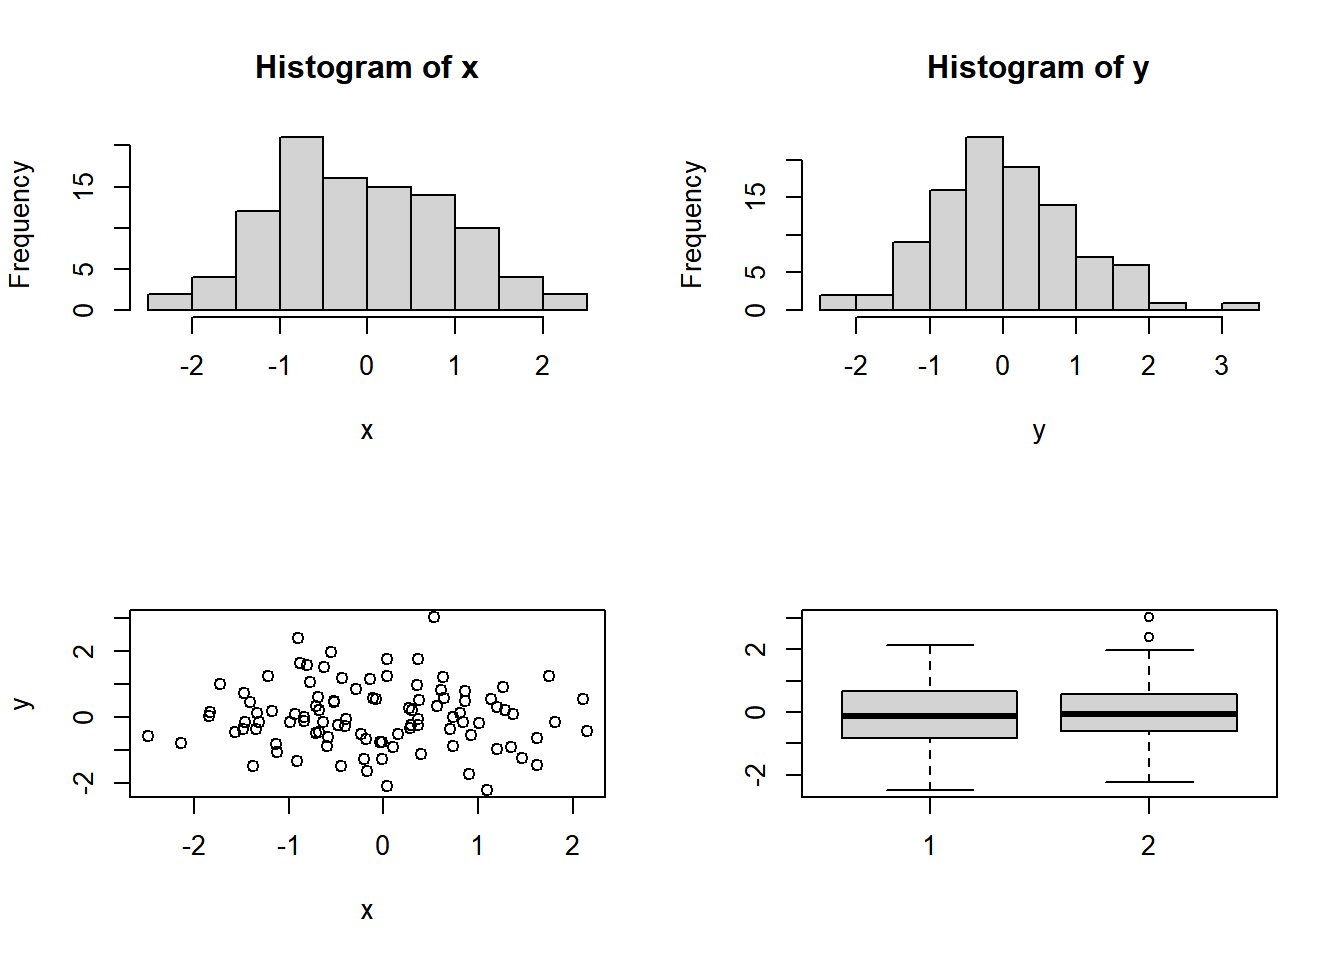 Histogram of x
Frequency
0 5 15
-2 -1 0 1 2
x
Histogram of y
Frequency
0 5 15
-2 -1 0 1 2 3
y
y
-2 0 2
-2 -1 0 1 2
x
-2 0 2
1 2